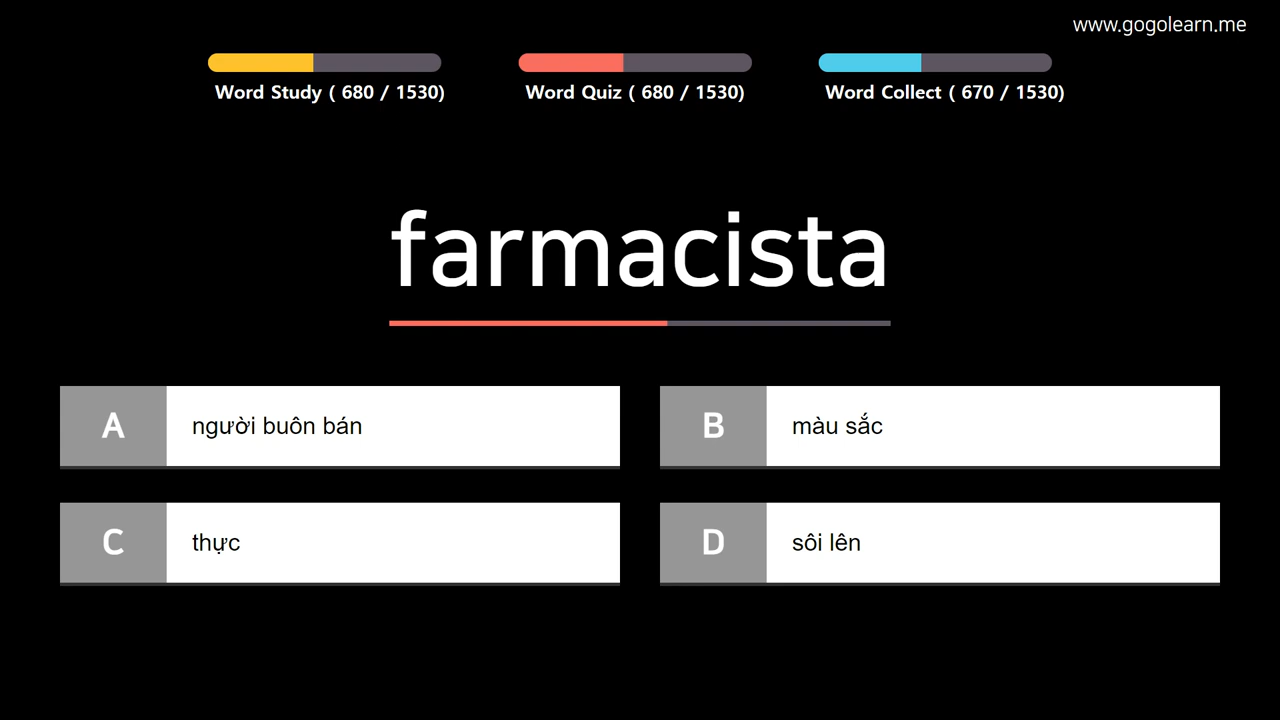 www.gogolearn.me
Word Study ( 680 / 1530)
Word Quiz ( 680 / 1530)
Word Collect ( 670 / 1530)
farmacista
A người buôn bán
B màu sắc
C thực
D sôi lên